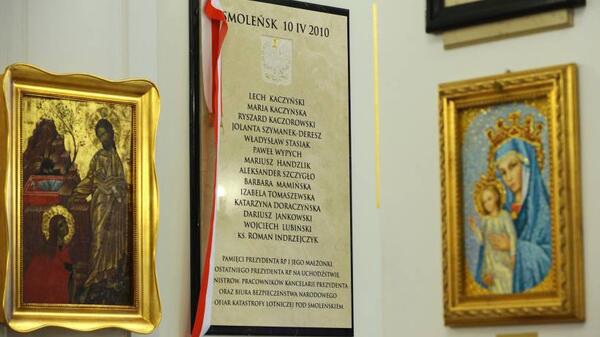 SMOLEŃSK 10 IV 2010
LECH KACZYŃSKI
MARIA KACZYŃSKA
RYSZARD KACZOROWSKI
JOLANTA SZYMANEK-DERESZ
WŁADYSŁAW STASIAK
PAWEŁ WYPYCH
MARIUSZ HANDZLIK
ALEKSANDER SZCZYGŁO
BARBARA MAMIŃSKA
IZABELA TOMASZEWSKA
KATARZYNA DORACZYŃSKA
DARIUSZ JANKOWSKI
WOJCIECH LUBIŃSKI
KS. ROMAN INDRZEJCZYK
PAMIĘCI PREZYDENTA RP I JEGO MAŁŻONKI,
OSTATNIEGO PREZYDENTA RP NA UCHODŹSTWIE,
NISTRÓW, PRACOWNIKÓW KANCELARII PREZYDENTA
ORAZ BIURA BEZPIECZEŃSTWA NARODOWEGO
OFIAR KATASTROFY LOTNICZEJ POD SMOLEŃSKIEM.